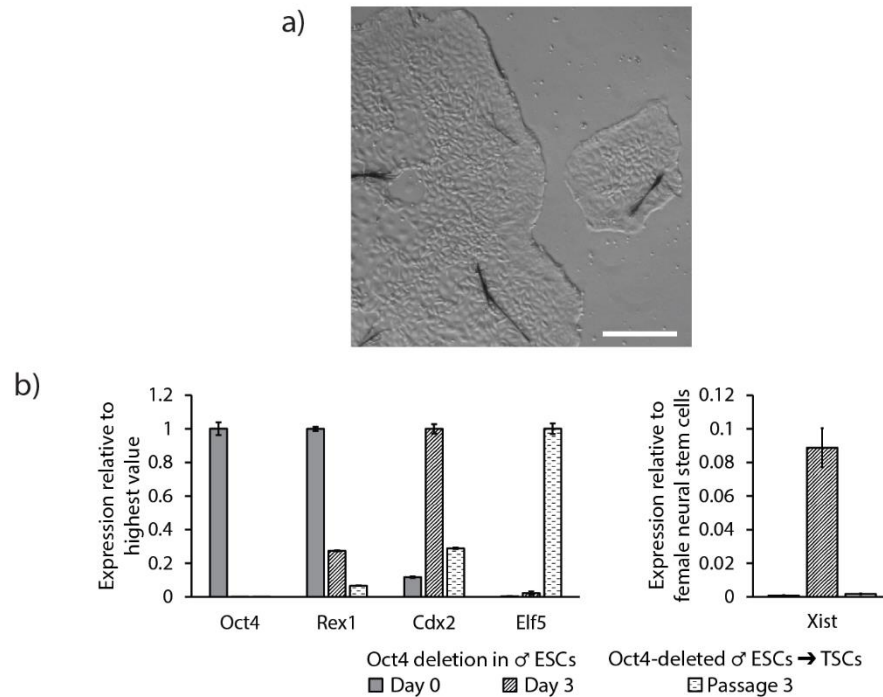 a)
b)
Expression relative to
highest value
1.2
1
0.8
0.6
0.4
0.2
0
Oct4 Rex1 Cdx2 Elf5
Expression relative to
female neural stem cells
0.12
0.1
0.08
0.06
0.04
0.02
0
Xist
Oct4 deletion in ♂ ESCs
Day 0 Day 3
Oct4-deleted ♂ ESCs → TSCs
Passage 3